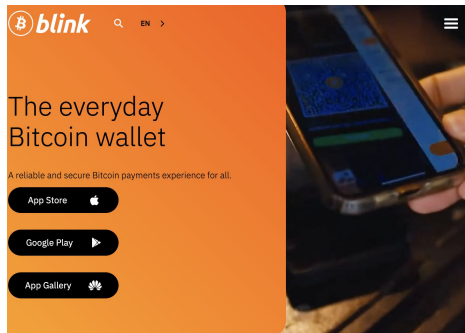 blink
EN
The everyday
Bitcoin wallet
A reliable and secure Bitcoin payments experience for all.
App Store
Google Play
App Gallery